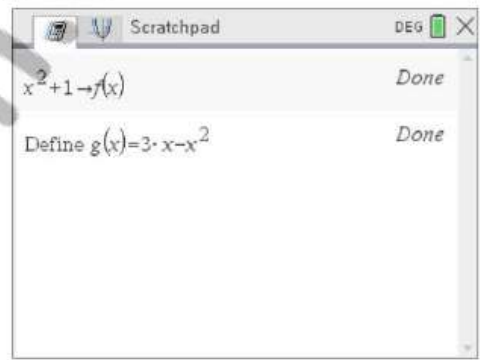 Scratchpad DEG
x²+1→f(x) Done
Define g(x)=3· x−x² Done